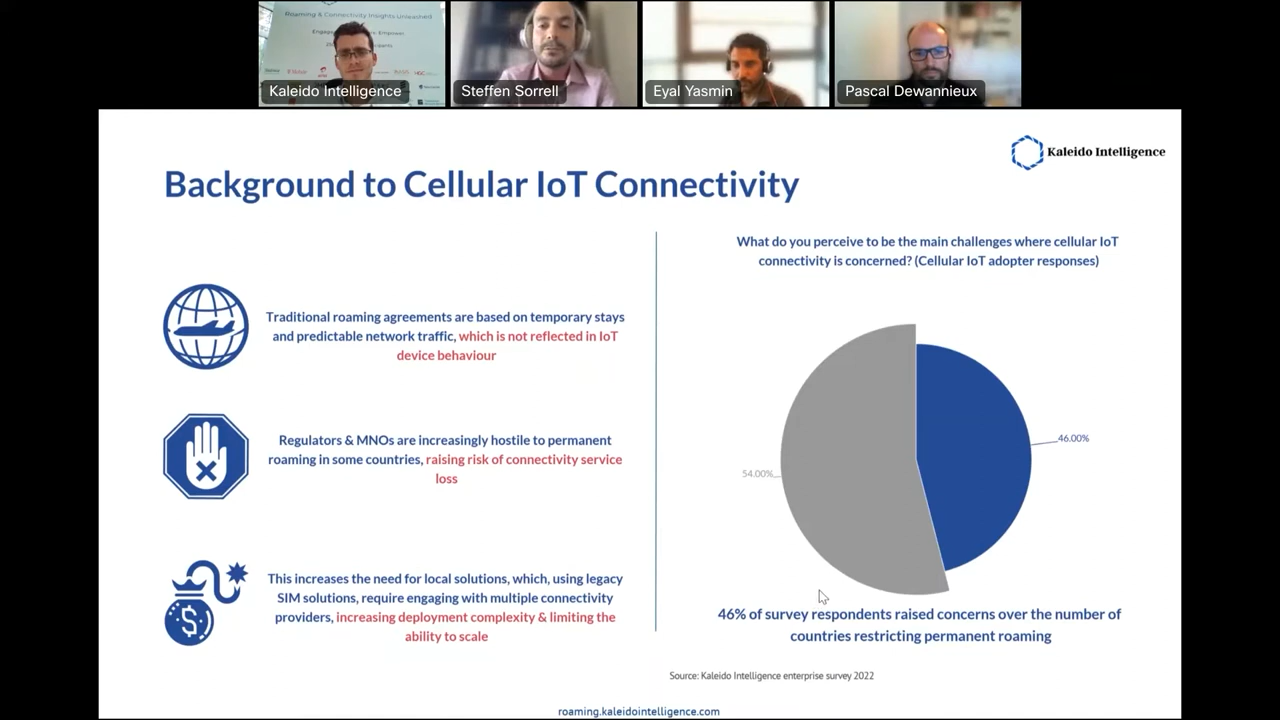 Roaming & Connectivity Insights Unleashed
Kaleido Intelligence
Steffen Sorrell
Eyal Yasmin
Pascal Dewannieux
Kaleido Intelligence
Background to Cellular IoT Connectivity
Traditional roaming agreements are based on temporary stays
and predictable network traffic, which is not reflected in IoT
device behaviour
Regulators & MNOs are increasingly hostile to permanent
roaming in some countries, raising risk of connectivity service
loss
This increases the need for local solutions, which, using legacy
SIM solutions, require engaging with multiple connectivity
providers, increasing deployment complexity & limiting the
ability to scale
What do you perceive to be the main challenges where cellular IoT
connectivity is concerned? (Cellular IoT adopter responses)
46.00%
54.00%
46% of survey respondents raised concerns over the number of
countries restricting permanent roaming
Source: Kaleido Intelligence enterprise survey 2022
roaming.kaleidointelligence.com